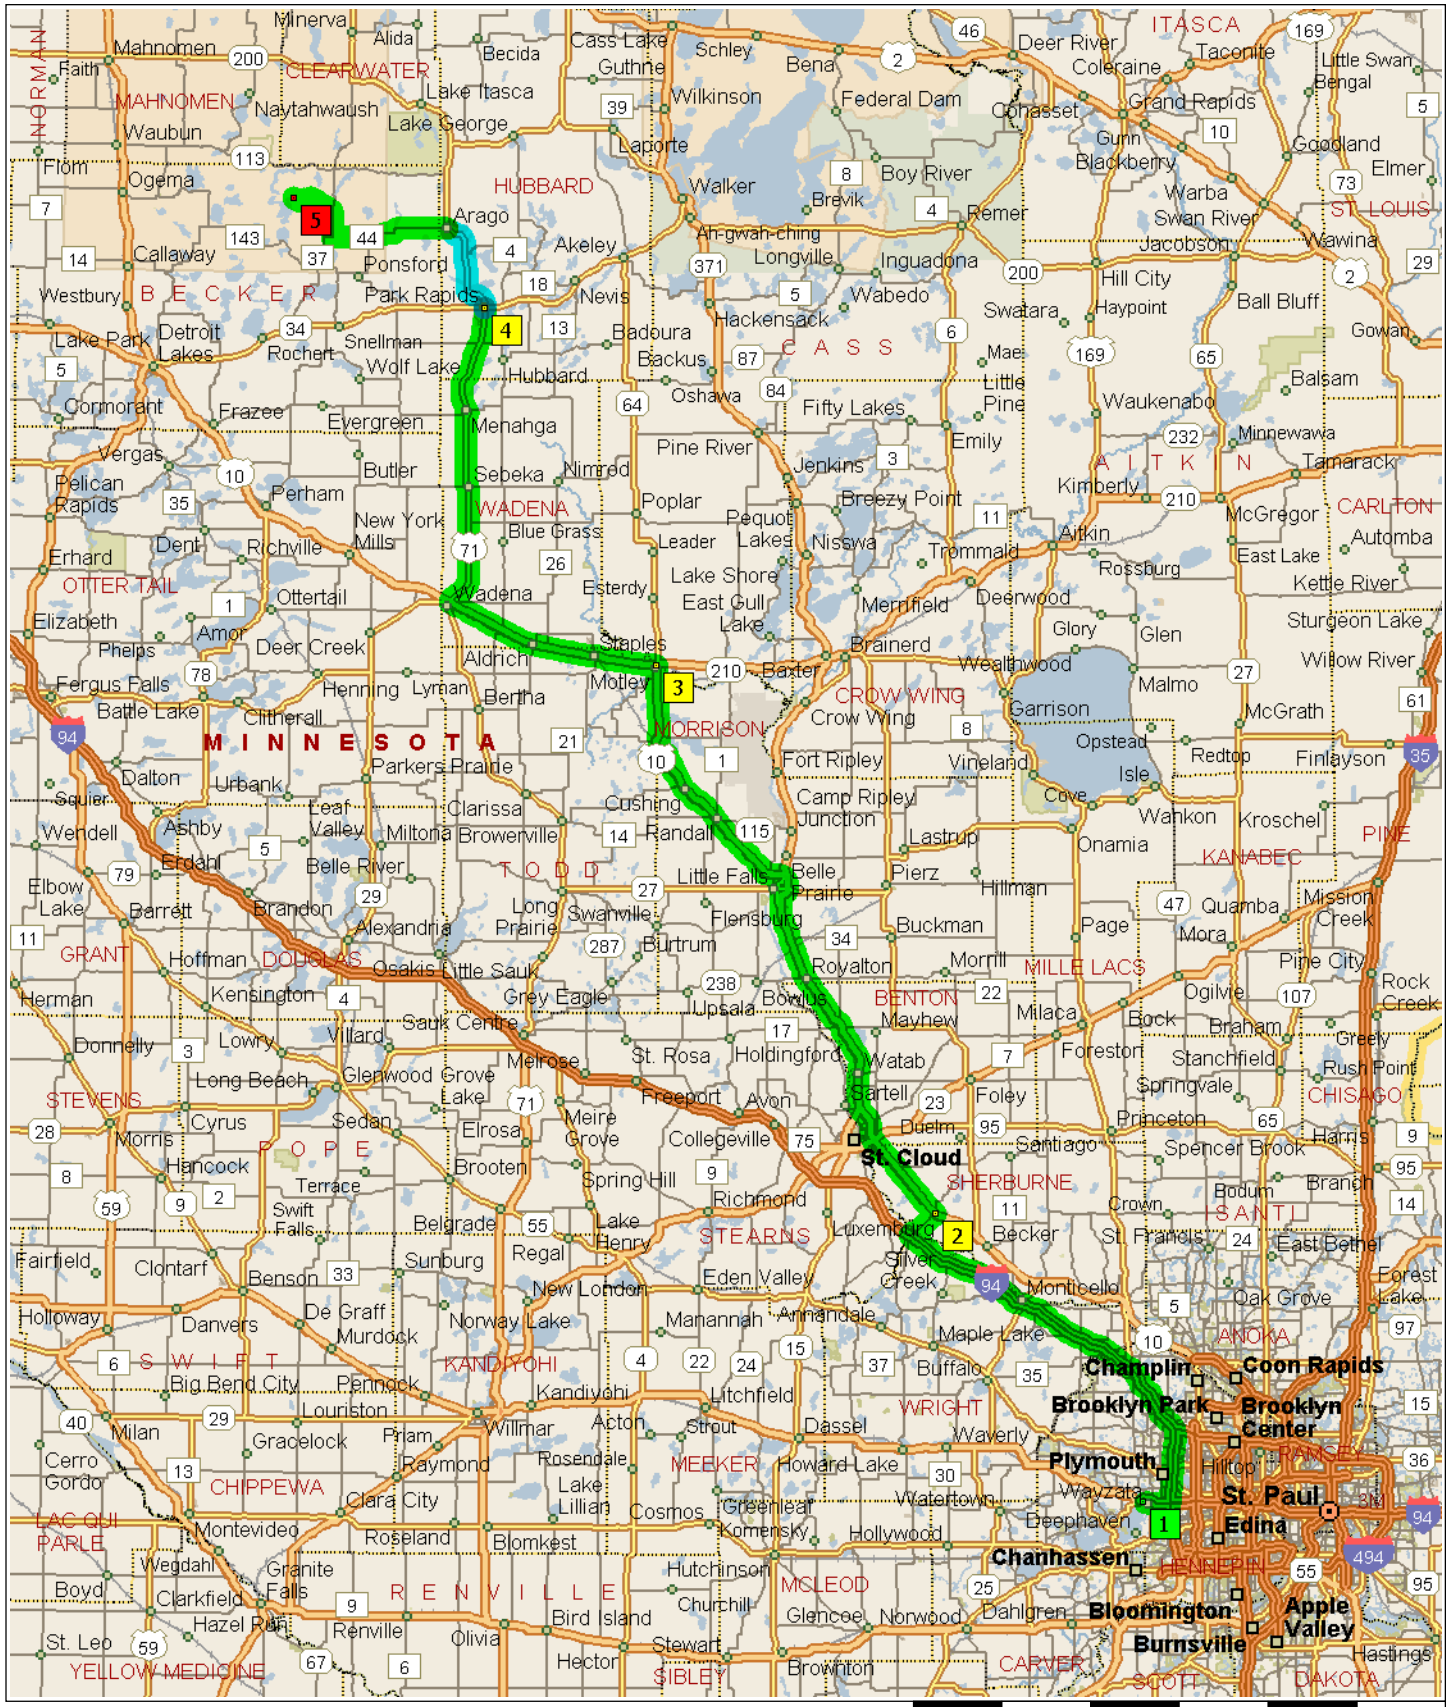 Minerva
Alida
Becida
Cass Lake
Schley
46
Deer River
ITASCA
169
Mahnomen
200
CLEARWATER
Guthrie
Bena
2
Coleraine
Taconite
Little Swan
Faith
NORMAN
MAHNOMEN
Naytahwaush
Lake Itasca
39
Wilkinson
Federal Dam
Cohasset
Grand Rapids
Bengal
5
Waubun
Lake George
Laporte
Gunn
10
Goodland
Flom
113
Blackberry
Elmer
Ogema
HUBBARD
Walker
8
Boy River
Warba
73
7
5
Arago
Brevik
4
Remer
Swan River
ST. LOUIS
143
44
4
Akeley
Ah-gwah-ching
Jacobson
Wawina
14
Callaway
37
Ponsford
371
Longville
Inguadona
200
Hill City
2
29
Westbury
BECKER
Park Rapids
18
Nevis
5
Wabedo
Swatara
Haypoint
Ball Bluff
Lake Park
Detroit
Lakes
34
Snellman
4
13
Badoura
Hackensack
6
Gowan
Rochert
Wolf Lake
Backus
87
CASS
Mae
169
65
5
Hubbard
Little
Pine
Balsam
Cormorant
Frazee
Evergreen
64
Oshawa
84
Fifty Lakes
Waukenabo
Menahga
Emily
232
Minnewawa
Vergas
Butler
Sebeka
Nimrod
Pine River
Jenkins
3
AITKIN
Tamarack
Pelican
Rapids
10
Perham
WADENA
Poplar
Breezy Point
Kimberly
210
CARLTON
35
New York
Mills
Blue Grass
Pequot
Lakes
11
McGregor
Automba
Erhard
Dent
Richville
71
Leader
Nisswa
Aitkin
East Lake
OTTER TAIL
26
Lake Shore
Trommald
Rossburg
Kettle River
1
Ottertail
Wadena
Esterdy
East Gull
Lake
Merrifield
Deerwood
Elizabeth
Amor
Deer Creek
Staples
Brainerd
Glory
Glen
Sturgeon Lake
Phelps
78
Aldrich
Motley
3
210
Baxter
Wealthwood
27
Willow River
Fergus Falls
Henning
Lyman
Bertha
CROW WING
Malmo
61
Battle Lake
Clitherall
MORRISON
Crow Wing
Garrison
McGrath
94
MINNESOTA
21
10
1
8
Opstead
Redtop
Finlayson
35
Dalton
Urbank
Parkers Prairie
Fort Ripley
Vineland
Isle
Squier
Leaf
Valley
Clarissa
Cushing
Camp Ripley
Junction
Cove
Wahkon
Kroschel
Wendell
Ashby
5
Miltona
Browerville
14
Randall
115
Lastrup
Onamia
PINE
79
Erdahl
Belle River
TODD
Little Falls
Belle
Prairie
Pierz
KANABEC
Elbow
Lake
Barrett
Brandon
29
Long
Prairie
27
Hillman
47
Quamba
Mission
Creek
11
Alexandria
Swanville
Flensburg
Buckman
Page
Mora
GRANT
Hoffman
DOUGLAS
Osakis
Little Sauk
287
Burtrum
34
Royalton
Morrill
MILLE LACS
Pine City
Herman
Kensington
4
Grey Eagle
238
Upsala
Bowlus
BENTON
22
Ogilvie
107
Rock
Creek
Donnelly
3
Lowry
Villard
Sauk Centre
17
Mayhew
Milaca
Bock
Braham
Greely
Long Beach
Glenwood
Grove
Lake
Melrose
St. Rosa
Holdingford
Watab
7
Foreston
Stanchfield
Rush Point
STEVENS
Cyrus
Sedan
71
Freeport
Avon
Sartell
23
Foley
Springvale
CHISAGO
28
Morris
POPE
Elrosa
Meire
Grove
Collegeville
75
Duelm
95
Princeton
65
Harris
9
8
Hancock
Brooten
St. Cloud
Santiago
Spencer Brook
95
59
9
2
Terrace
Spring Hill
9
Richmond
SHERBURNE
Crown
Bodum
Branch
Swift
Falls
Belgrade
55
Lake
Henry
STEARNS
Luxemburg
2
11
Becker
St. Francis
ISANTI
14
Fairfield
Clontarf
Benson
33
Sunburg
Regal
Silver
Creek
24
East Bethel
New London
Eden Valley
94
Monticello
Forest
Lake
Holloway
Danvers
De Graff
Norway Lake
Manannah
Annandale
5
Oak Grove
97
6
SWIFT
Murdock
KANDIYOHI
4
22
24
15
Maple Lake
10
ANOKA
Big Bend City
Pennock
Kandiyohi
Litchfield
37
Buffalo
35
Champlin
Coon Rapids
40
29
Louriston
Acton
WRIGHT
Brooklyn Park
Brooklyn
Center
15
Milan
Gracelock
Priam
Willmar
Strout
Dassel
Waverly
Cerro
Gordo
13
Raymond
Rosendale
MEEKER
Howard Lake
30
Plymouth
Hilltop
RAMSEY
36
CHIPPEWA
Clara City
Lake
Lillian
Cosmos
Greenleaf
Watertown
Wayzata
St. Paul
3M
LAC QUI
PARLE
Montevideo
Roseland
Blomkest
Komensky
Hollywood
Deephaven
1
Edina
94
Wegdahl
Granite
Falls
Hutchinson
Chanhassen
HENNEPIN
494
Boyd
Clarkfield
RENVILLE
MCLEOD
25
55
95
9
Bird Island
Churchill
Glencoe
Norwood
Dahlgren
Bloomington
Apple
Valley
St. Leo
59
Hazel Run
Renville
Olivia
Stewart
Burnsville
Hastings
YELLOW MEDICINE
67
6
Hector
SIBLEY
Brownton
CARVER
SCOTT
DAKOTA